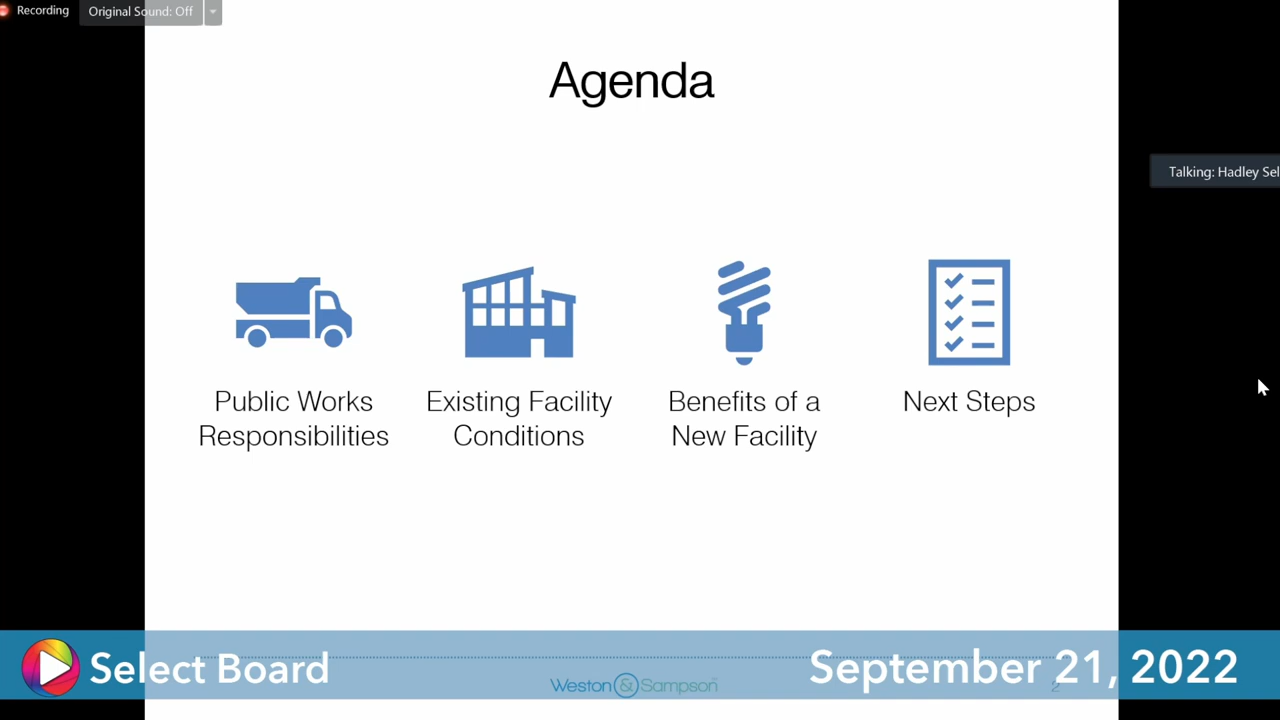 Recording
Original Sound: Off
Agenda
Talking: Hadley Sel
Public Works
Responsibilities
Existing Facility
Conditions
Benefits of a
New Facility
Next Steps
Select Board
September 21, 2022
Weston & Sampson
2